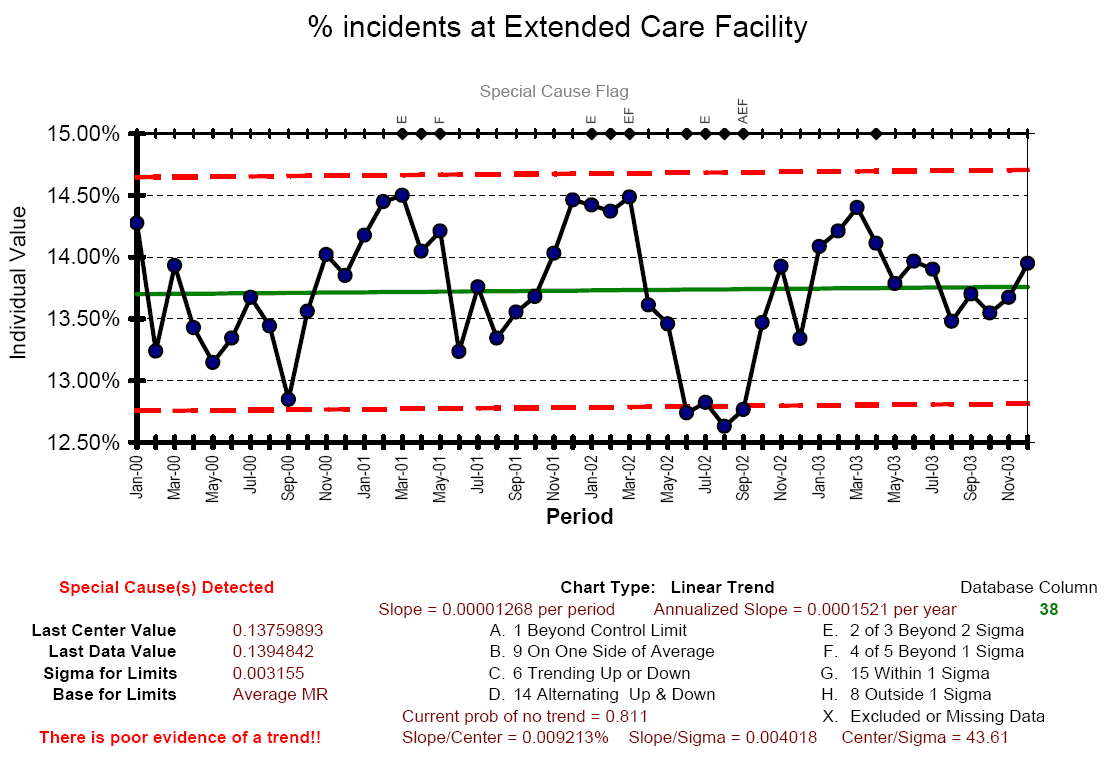 % incidents at Extended Care Facility
Special Cause Flag
E F E EF E AEF
15.00%
14.50%
14.00%
13.50%
13.00%
12.50%
Individual Value
Jan-00 Mar-00 May-00 Jul-00 Sep-00 Nov-00 Jan-01 Mar-01 May-01 Jul-01 Sep-01 Nov-01 Jan-02 Mar-02 May-02 Jul-02 Sep-02 Nov-02 Jan-03 Mar-03 May-03 Jul-03 Sep-03 Nov-03
Period
Special Cause(s) Detected Chart Type: Linear Trend Database Column
Slope = 0.00001268 per period Annualized Slope = 0.0001521 per year 38
Last Center Value 0.13759893 A. 1 Beyond Control Limit E. 2 of 3 Beyond 2 Sigma
Last Data Value 0.1394842 B. 9 On One Side of Average F. 4 of 5 Beyond 1 Sigma
Sigma for Limits 0.003155 C. 6 Trending Up or Down G. 15 Within 1 Sigma
Base for Limits Average MR D. 14 Alternating Up & Down H. 8 Outside 1 Sigma
Current prob of no trend = 0.811 X. Excluded or Missing Data
There is poor evidence of a trend!! Slope/Center = 0.009213% Slope/Sigma = 0.004018 Center/Sigma = 43.61